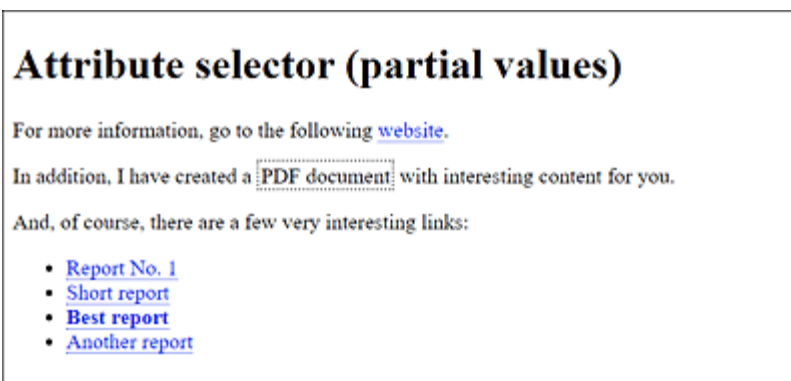 Attribute selector (partial values)
For more information, go to the following website.
In addition, I have created a PDF document with interesting content for you.
And, of course, there are a few very interesting links:
• Report No. 1
• Short report
• Best report
• Another report